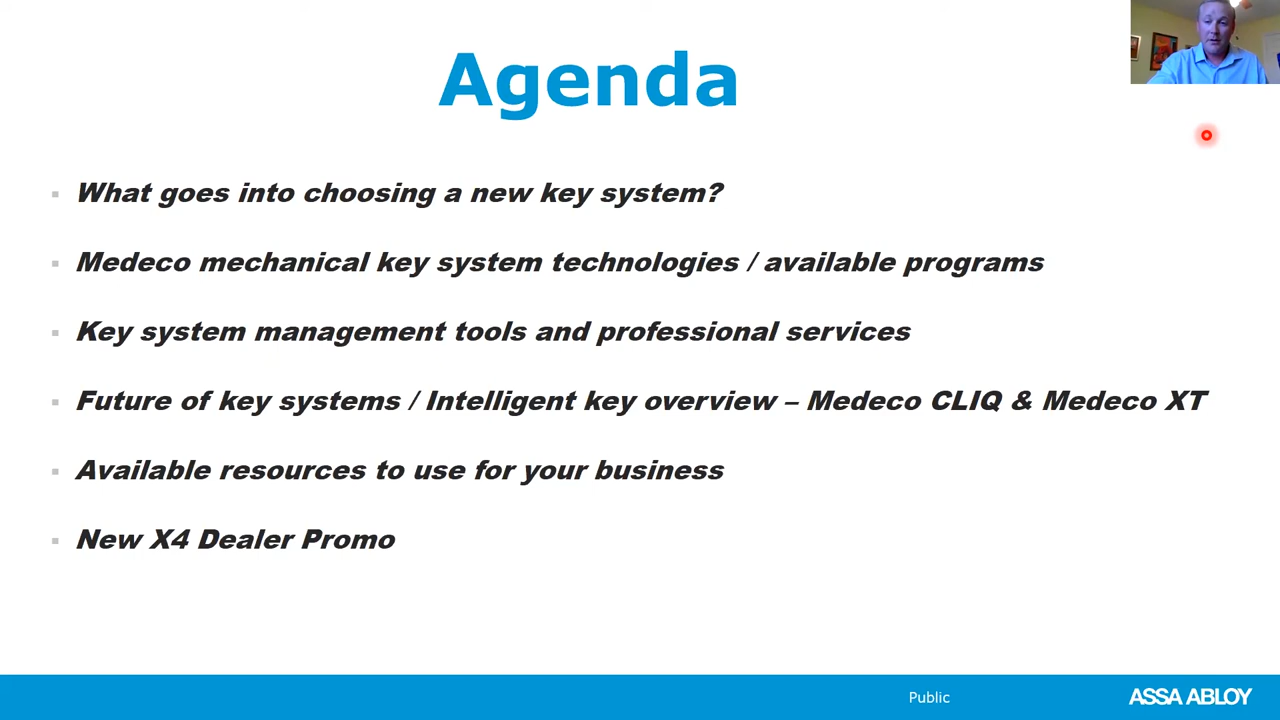 Agenda
What goes into choosing a new key system?
Medeco mechanical key system technologies / available programs
Key system management tools and professional services
Future of key systems / Intelligent key overview – Medeco CLIQ & Medeco XT
Available resources to use for your business
New X4 Dealer Promo
Public
ASSA ABLOY